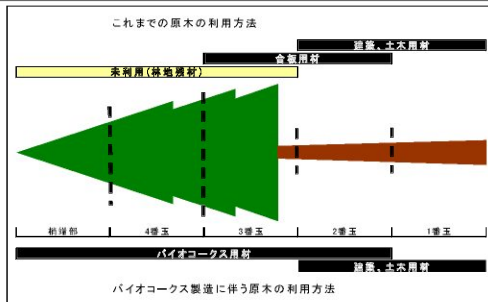 これまでの原木の利用方法
建築、土木用材
合板用材
未利用(林地残材)
梢端部 4番玉 3番玉 2番玉 1番玉
バイオコークス用材
建築、土木用材
バイオコークス製造に伴う原木の利用方法